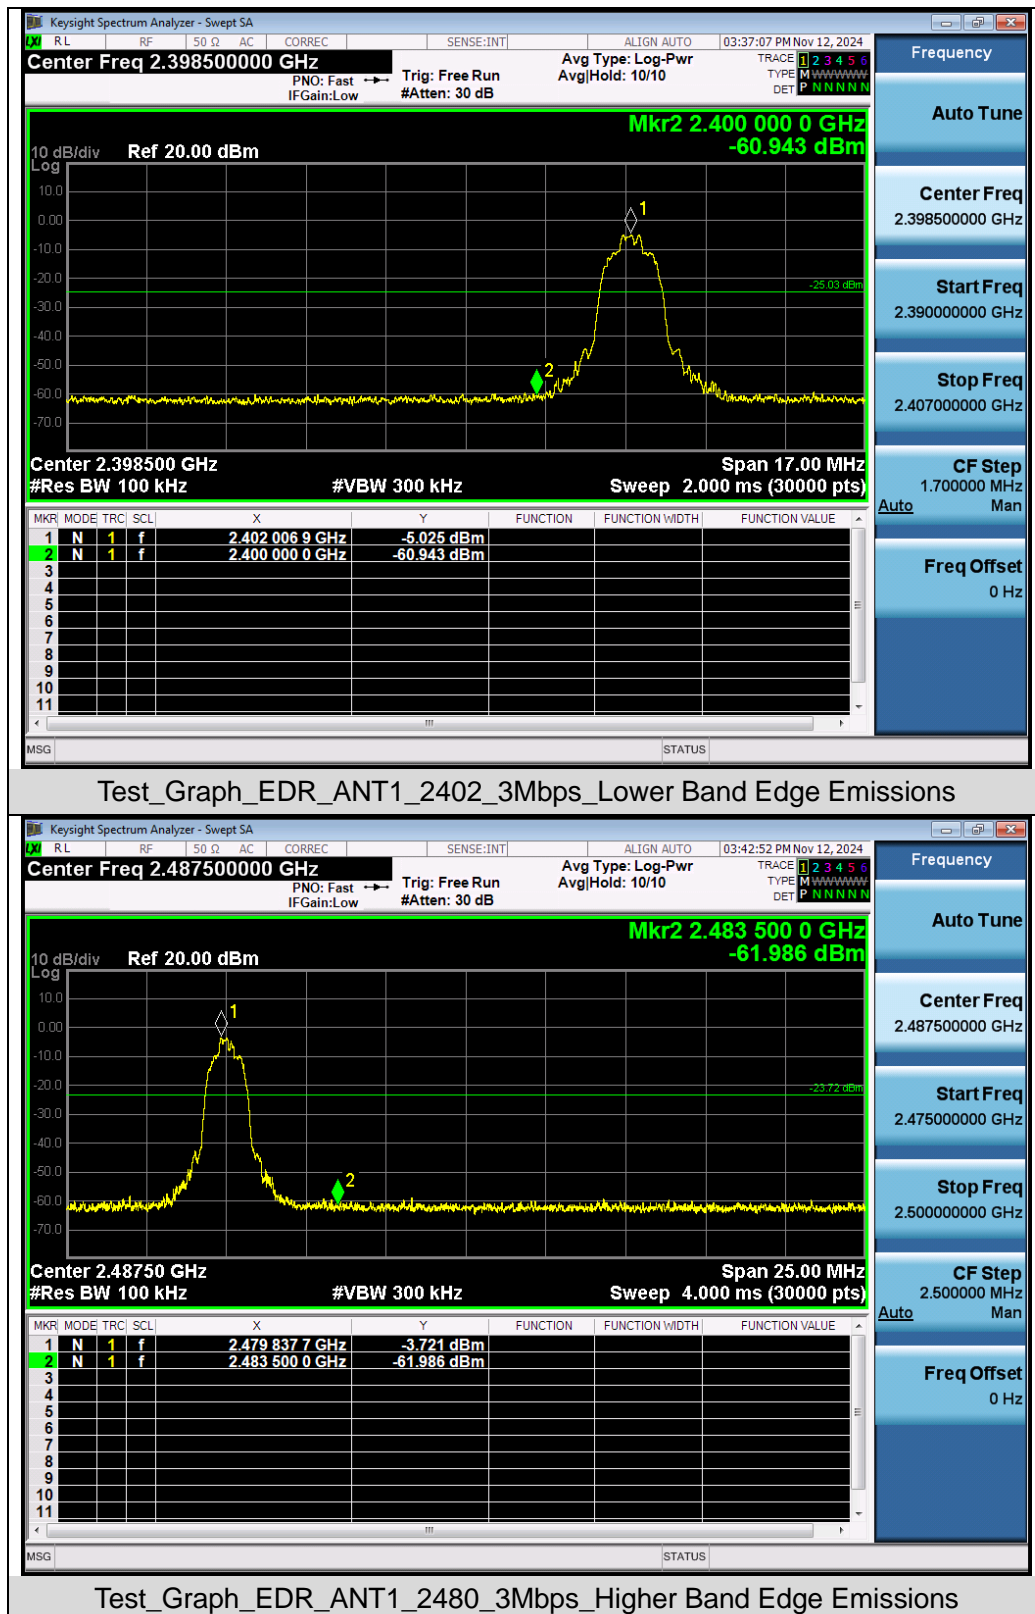 Keysight Spectrum Analyzer - Swept SA
LXI RL RF 50 Ω AC CORREC SENSE:INT ALIGN AUTO 03:37:07 PM Nov 12, 2024
Center Freq 2.398500000 GHz Avg Type: Log-Pwr TRACE 1 2 3 4 5 6
PNO: Fast Trig: Free Run Avg|Hold: 10/10 TYPE M WWWWW
IFGain:Low #Atten: 30 dB DET P N N N N N
Mkr2 2.400 000 0 GHz
-60.943 dBm
10 dB/div Ref 20.00 dBm
Log
10.0
0.00
-10.0
-20.0
-30.0
-40.0
-50.0
-60.0
-70.0
1
-25.03 dBm
2
Center 2.398500 GHz Span 17.00 MHz
#Res BW 100 kHz #VBW 300 kHz Sweep 2.000 ms (30000 pts)
MKR MODE TRC SCL X Y FUNCTION FUNCTION WIDTH FUNCTION VALUE
1 N 1 f 2.402 006 9 GHz -5.025 dBm
2 N 1 f 2.400 000 0 GHz -60.943 dBm
3
4
5
6
7
8
9
10
11
MSG STATUS
Frequency
Auto Tune
Center Freq
2.398500000 GHz
Start Freq
2.390000000 GHz
Stop Freq
2.407000000 GHz
CF Step
1.700000 MHz
Auto Man
Freq Offset
0 Hz
Test_Graph_EDR_ANT1_2402_3Mbps_Lower Band Edge Emissions
Keysight Spectrum Analyzer - Swept SA
LXI RL RF 50 Ω AC CORREC SENSE:INT ALIGN AUTO 03:42:52 PM Nov 12, 2024
Center Freq 2.487500000 GHz Avg Type: Log-Pwr TRACE 1 2 3 4 5 6
PNO: Fast Trig: Free Run Avg|Hold: 10/10 TYPE M WWWWW
IFGain:Low #Atten: 30 dB DET P N N N N N
Mkr2 2.483 500 0 GHz
-61.986 dBm
10 dB/div Ref 20.00 dBm
Log
10.0
0.00
-10.0
-20.0
-30.0
-40.0
-50.0
-60.0
-70.0
1
-23.72 dBm
2
Center 2.48750 GHz Span 25.00 MHz
#Res BW 100 kHz #VBW 300 kHz Sweep 4.000 ms (30000 pts)
MKR MODE TRC SCL X Y FUNCTION FUNCTION WIDTH FUNCTION VALUE
1 N 1 f 2.479 837 7 GHz -3.721 dBm
2 N 1 f 2.483 500 0 GHz -61.986 dBm
3
4
5
6
7
8
9
10
11
MSG STATUS
Frequency
Auto Tune
Center Freq
2.487500000 GHz
Start Freq
2.475000000 GHz
Stop Freq
2.500000000 GHz
CF Step
2.500000 MHz
Auto Man
Freq Offset
0 Hz
Test_Graph_EDR_ANT1_2480_3Mbps_Higher Band Edge Emissions